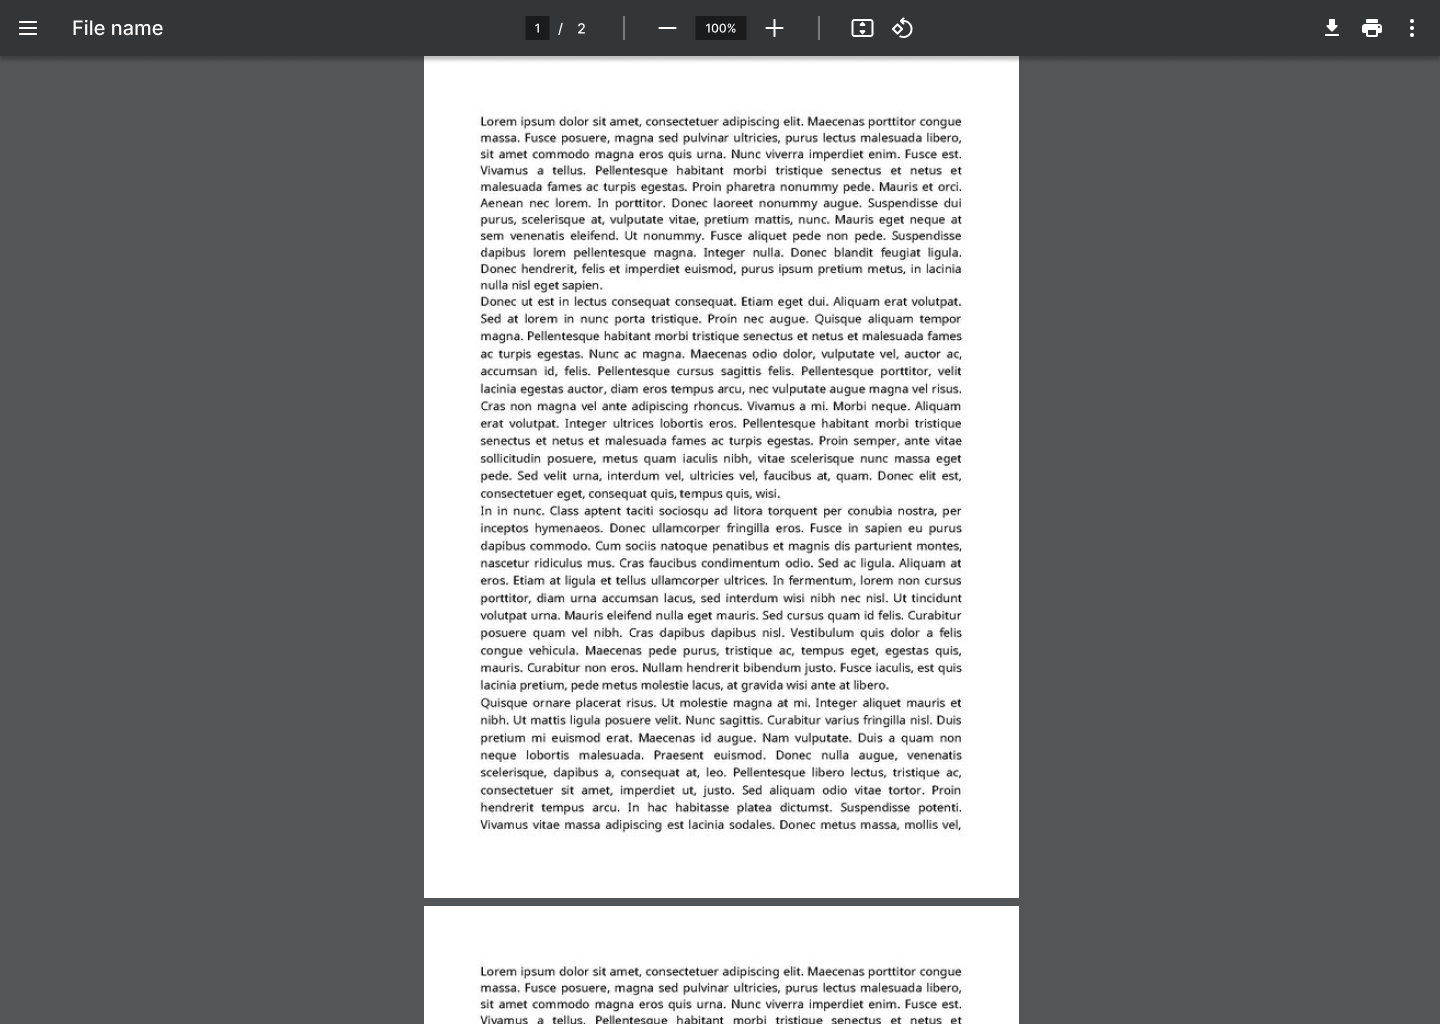 File name
1 / 2
100%
Lorem ipsum dolor sit amet, consectetuer adipiscing elit. Maecenas porttitor congue
massa. Fusce posuere, magna sed pulvinar ultricies, purus lectus malesuada libero,
sit amet commodo magna eros quis urna. Nunc viverra imperdiet enim. Fusce est.
Vivamus a tellus. Pellentesque habitant morbi tristique senectus et netus et
malesuada fames ac turpis egestas. Proin pharetra nonummy pede. Mauris et orci.
Aenean nec lorem. In porttitor. Donec laoreet nonummy augue. Suspendisse dui
purus, scelerisque at, vulputate vitae, pretium mattis, nunc. Mauris eget neque at
sem venenatis eleifend. Ut nonummy. Fusce aliquet pede non pede. Suspendisse
dapibus lorem pellentesque magna. Integer nulla. Donec blandit feugiat ligula.
Donec hendrerit, felis et imperdiet euismod, purus ipsum pretium metus, in lacinia
nulla nisl eget sapien.
Donec ut est in lectus consequat consequat. Etiam eget dui. Aliquam erat volutpat.
Sed at lorem in nunc porta tristique. Proin nec augue. Quisque aliquam tempor
magna. Pellentesque habitant morbi tristique senectus et netus et malesuada fames
ac turpis egestas. Nunc ac magna. Maecenas odio dolor, vulputate vel, auctor ac,
accumsan id, felis. Pellentesque cursus sagittis felis. Pellentesque porttitor, velit
lacinia egestas auctor, diam eros tempus arcu, nec vulputate augue magna vel risus.
Cras non magna vel ante adipiscing rhoncus. Vivamus a mi. Morbi neque. Aliquam
erat volutpat. Integer ultrices lobortis eros. Pellentesque habitant morbi tristique
senectus et netus et malesuada fames ac turpis egestas. Proin semper, ante vitae
sollicitudin posuere, metus quam iaculis nibh, vitae scelerisque nunc massa eget
pede. Sed velit urna, interdum vel, ultricies vel, faucibus at, quam. Donec elit est,
consectetuer eget, consequat quis, tempus quis, wisi.
In in nunc. Class aptent taciti sociosqu ad litora torquent per conubia nostra, per
inceptos hymenaeos. Donec ullamcorper fringilla eros. Fusce in sapien eu purus
dapibus commodo. Cum sociis natoque penatibus et magnis dis parturient montes,
nascetur ridiculus mus. Cras faucibus condimentum odio. Sed ac ligula. Aliquam at
eros. Etiam at ligula et tellus ullamcorper ultrices. In fermentum, lorem non cursus
porttitor, diam urna accumsan lacus, sed interdum wisi nibh nec nisl. Ut tincidunt
volutpat urna. Mauris eleifend nulla eget mauris. Sed cursus quam id felis. Curabitur
posuere quam vel nibh. Cras dapibus dapibus nisl. Vestibulum quis dolor a felis
congue vehicula. Maecenas pede purus, tristique ac, tempus eget, egestas quis,
mauris. Curabitur non eros. Nullam hendrerit bibendum justo. Fusce iaculis, est quis
lacinia pretium, pede metus molestie lacus, at gravida wisi ante at libero.
Quisque ornare placerat risus. Ut molestie magna at mi. Integer aliquet mauris et
nibh. Ut mattis ligula posuere velit. Nunc sagittis. Curabitur varius fringilla nisl. Duis
pretium mi euismod erat. Maecenas id augue. Nam vulputate. Duis a quam non
neque lobortis malesuada. Praesent euismod. Donec nulla augue, venenatis
scelerisque, dapibus a, consequat at, leo. Pellentesque libero lectus, tristique ac,
consectetuer sit amet, imperdiet ut, justo. Sed aliquam odio vitae tortor. Proin
hendrerit tempus arcu. In hac habitasse platea dictumst. Suspendisse potenti.
Vivamus vitae massa adipiscing est lacinia sodales. Donec metus massa, mollis vel,
Lorem ipsum dolor sit amet, consectetuer adipiscing elit. Maecenas porttitor congue
massa. Fusce posuere, magna sed pulvinar ultricies, purus lectus malesuada libero,
sit amet commodo magna eros quis urna. Nunc viverra imperdiet enim. Fusce est.
Vivamus a tellus. Pellentesque habitant morbi tristique senectus et netus et